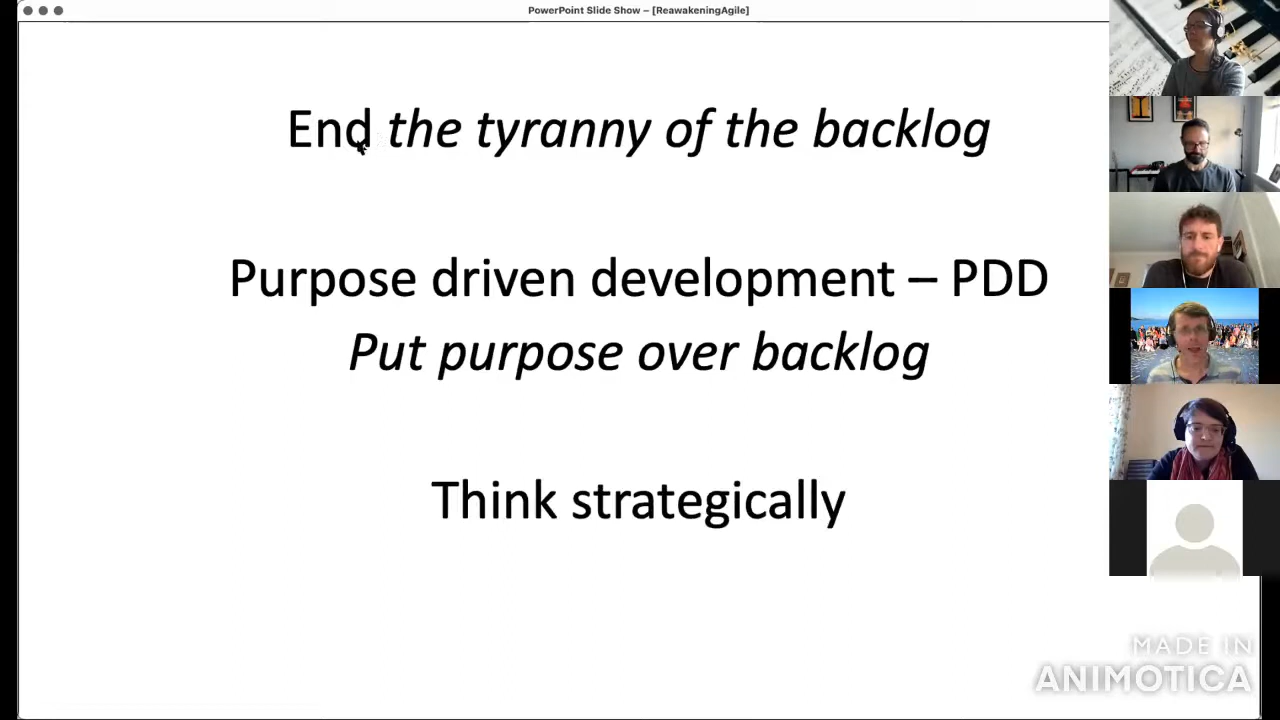 PowerPoint Slide Show – [ReawakeningAgile]
End the tyranny of the backlog
Purpose driven development – PDD
Put purpose over backlog
Think strategically
MADE IN
ANIMOTICA